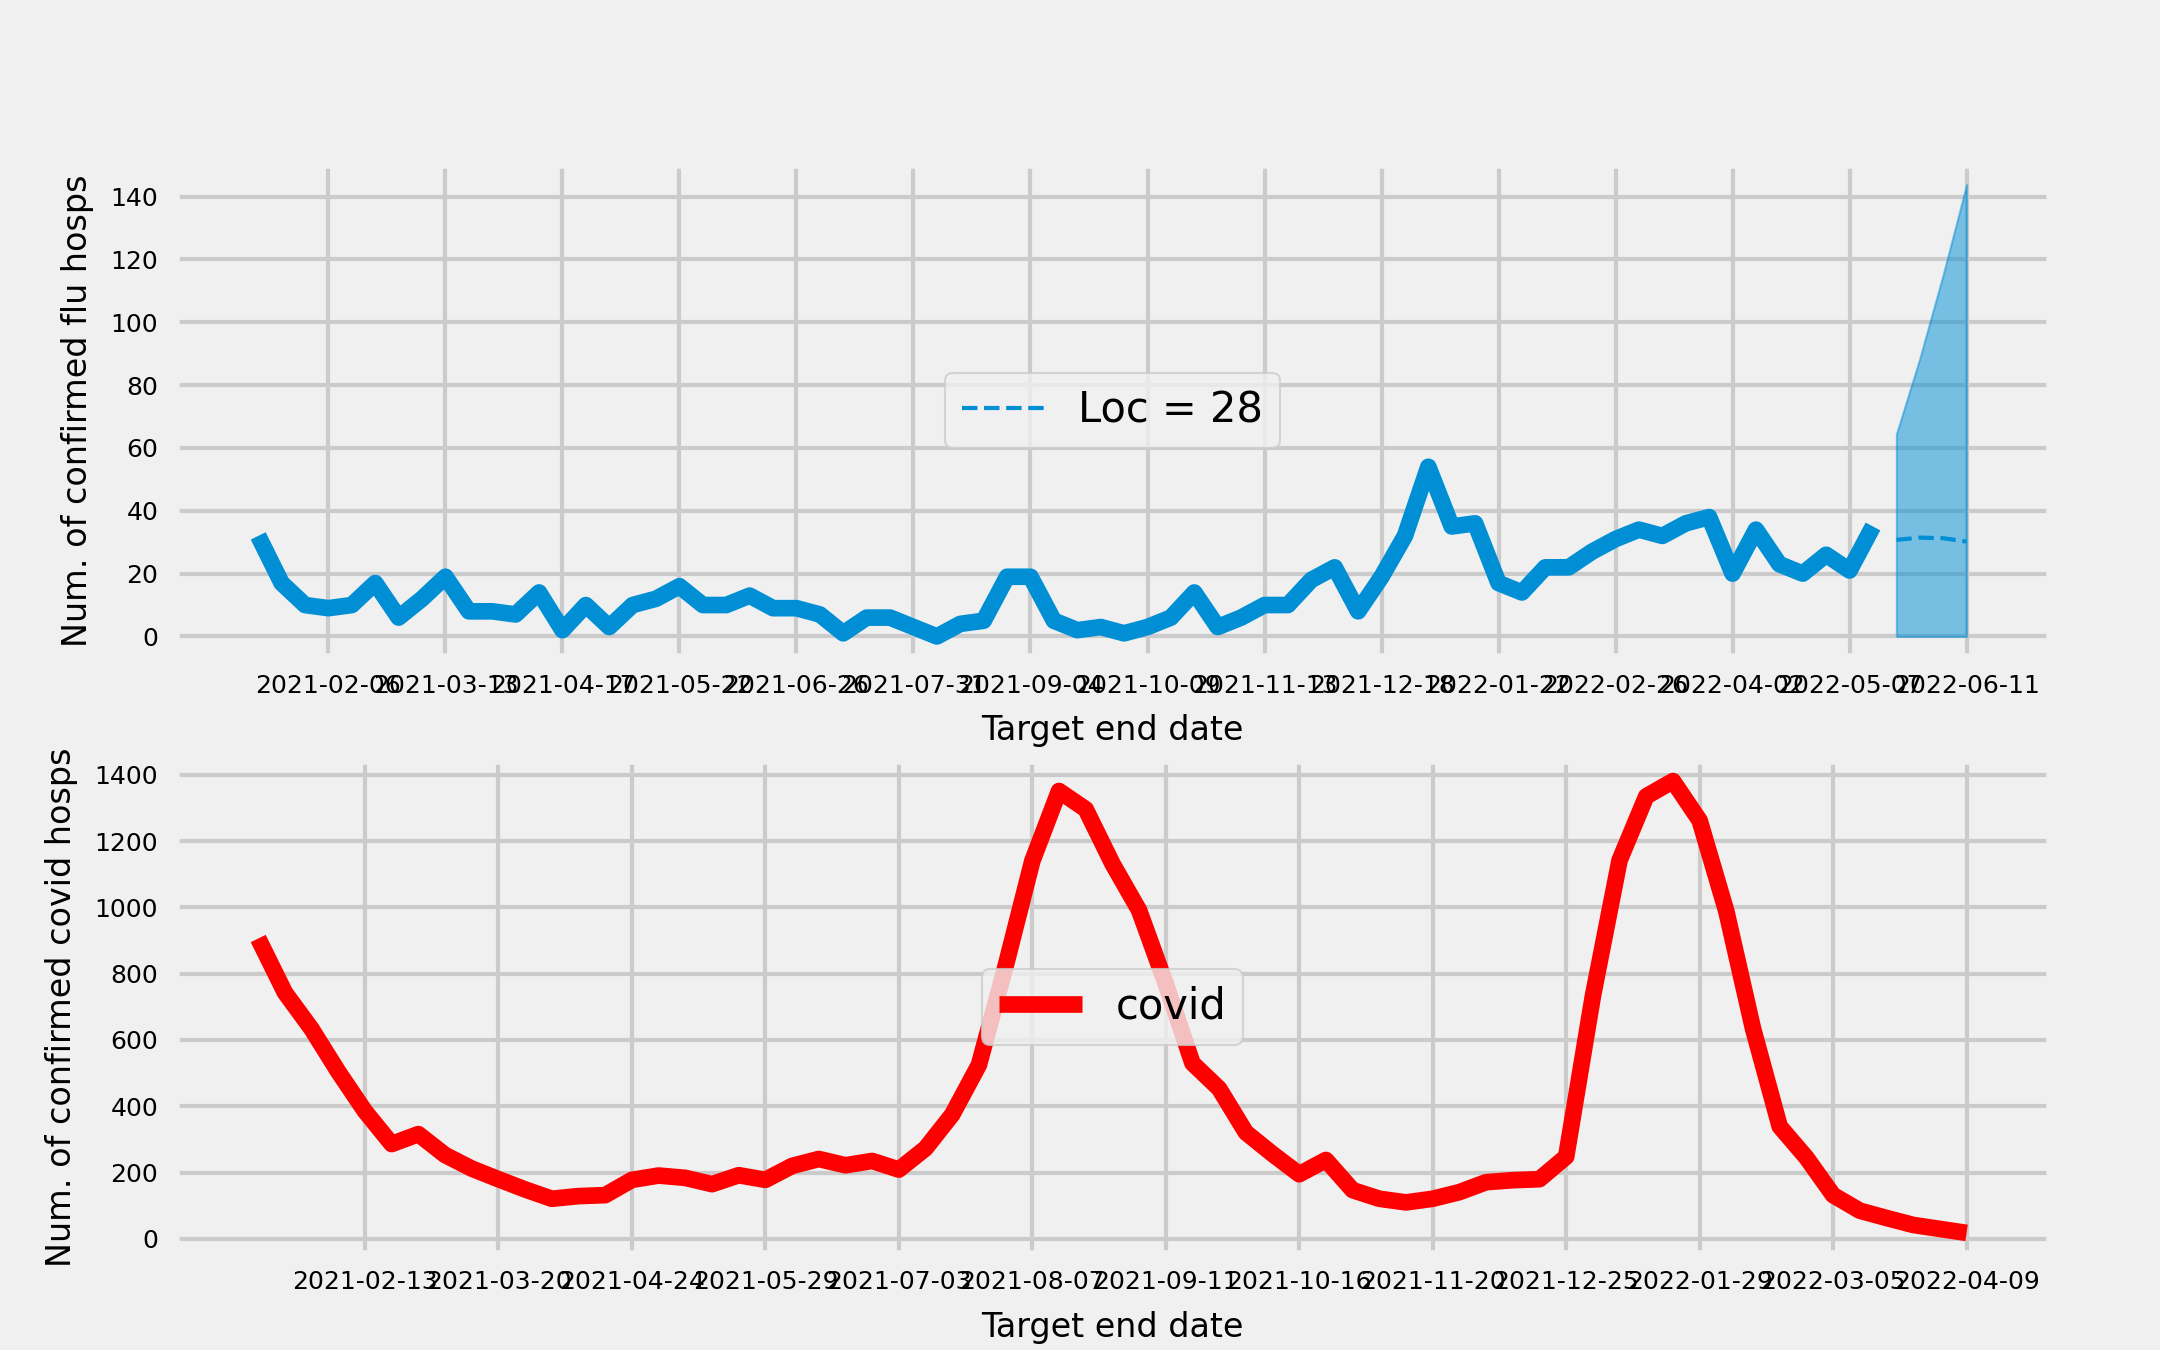 Num. of confirmed flu hosps
140
120
100
80
60
40
20
0
Loc = 28
2021-02-06 2021-03-13 2021-04-17 2021-05-22 2021-06-26 2021-07-31 2021-09-04 2021-10-09 2021-11-13 2021-12-18 2022-01-22 2022-02-26 2022-04-02 2022-05-07 2022-06-11
Target end date
Num. of confirmed covid hosps
1400
1200
1000
800
600
400
200
0
covid
2021-02-13 2021-03-20 2021-04-24 2021-05-29 2021-07-03 2021-08-07 2021-09-11 2021-10-16 2021-11-20 2021-12-25 2022-01-29 2022-03-05 2022-04-09
Target end date